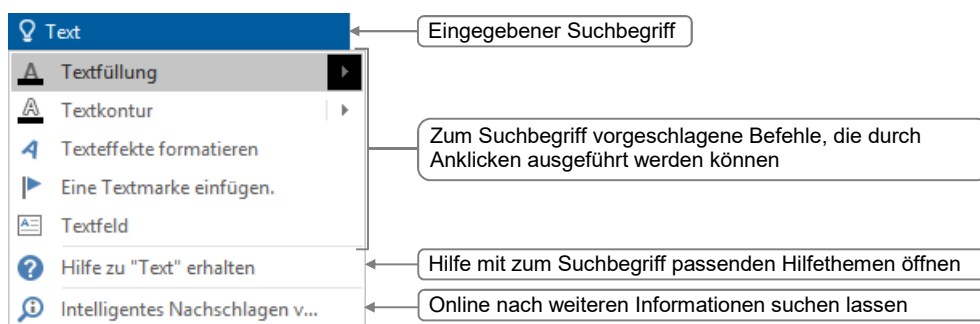 Text
Eingegebener Suchbegriff
Textfüllung
Textkontur
Texteffekte formatieren
Eine Textmarke einfügen.
Textfeld
Zum Suchbegriff vorgeschlagene Befehle, die durch
Anklicken ausgeführt werden können
Hilfe zu "Text" erhalten
Hilfe mit zum Suchbegriff passenden Hilfethemen öffnen
Intelligentes Nachschlagen v...
Online nach weiteren Informationen suchen lassen